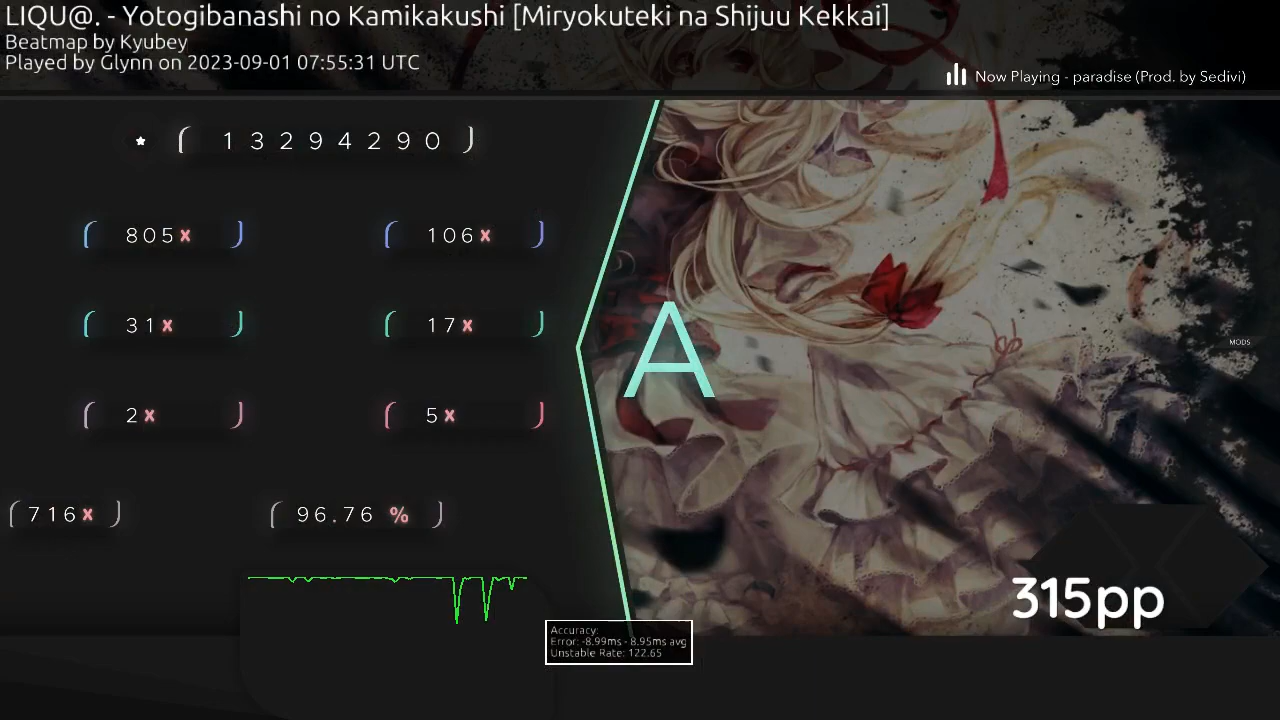 LIQU@. - Yotogibanashi no Kamikakushi [Miryokuteki na Shijuu Kekkai]
Beatmap by Kyubey
Played by Glynn on 2023-09-01 07:55:31 UTC
Now Playing - paradise (Prod. by Sedivi)
13294290
805x 106x
31x 17x
MODS
A
2x 5x
716x 96.76 %
315pp
Accuracy:
Error: -8.99ms - 8.95ms avg
Unstable Rate: 122.65